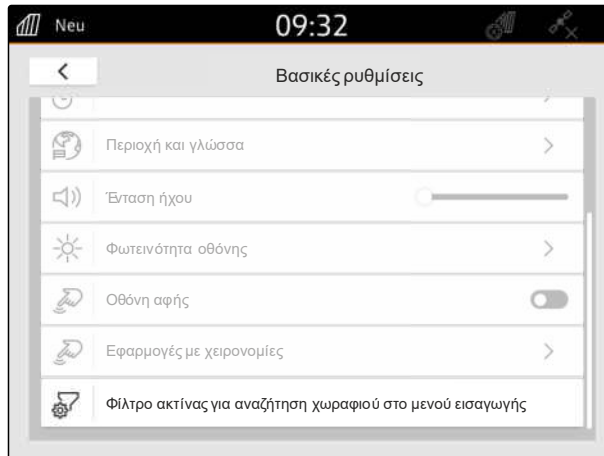 Neu 09:32
Βασικές ρυθμίσεις
Περιοχή και γλώσσα
Ένταση ήχου
Φωτεινότητα οθόνης
Οθόνη αφής
Εφαρμογές με χειρονομίες
Φίλτρο ακτίνας για αναζήτηση χωραφιού στο μενού εισαγωγής